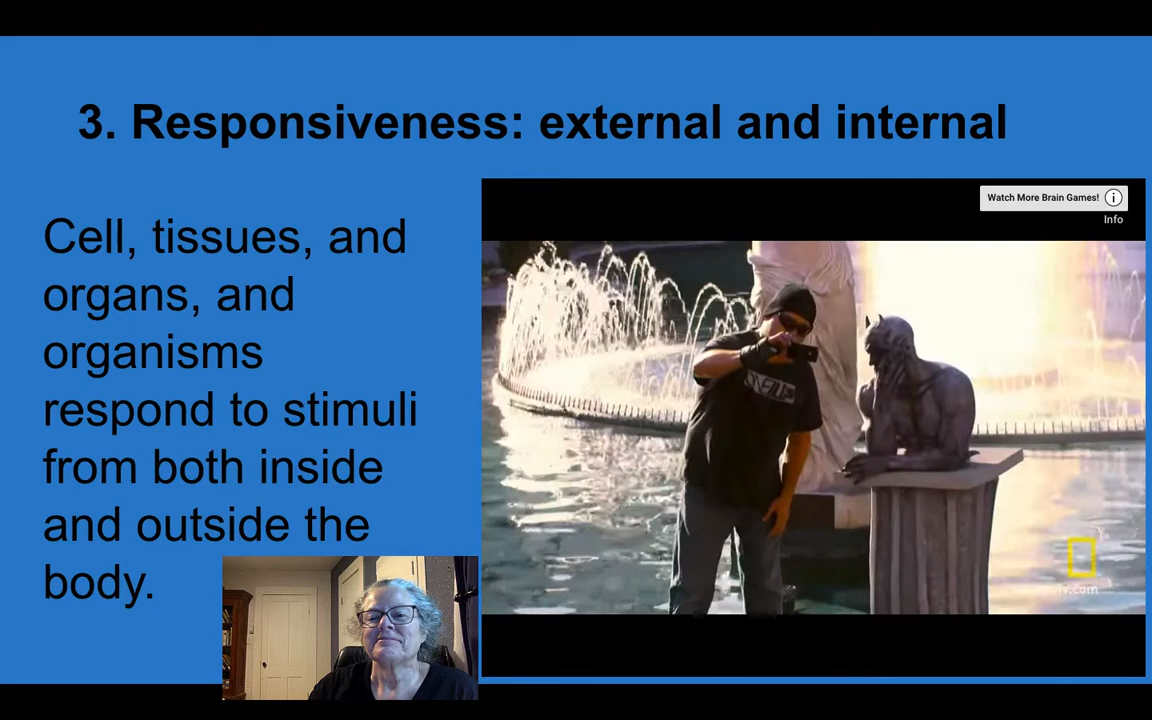 3. Responsiveness: external and internal
Cell, tissues, and
organs, and
organisms
respond to stimuli
from both inside
and outside the
body.
Watch More Brain Games!
Info